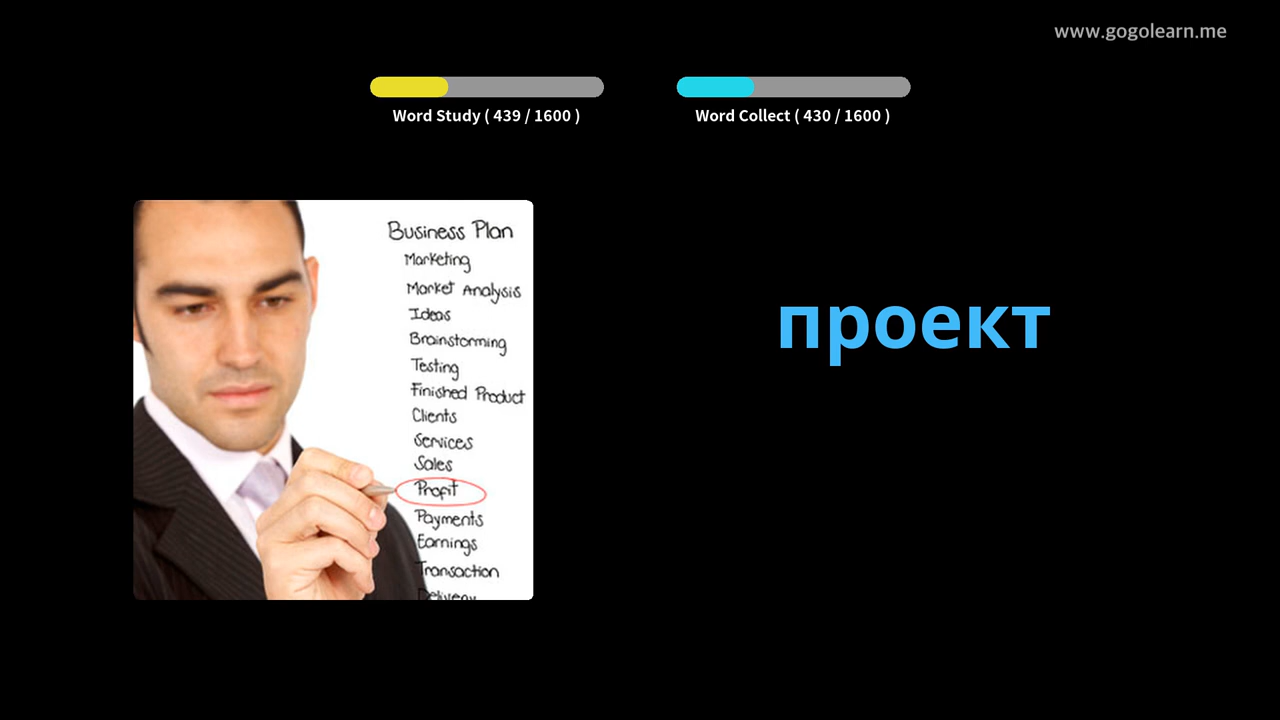 www.gogolearn.me
Word Study ( 439 / 1600 )
Word Collect ( 430 / 1600 )
Business Plan
Marketing
Market Analysis
Ideas
Brainstorming
Testing
Finished Product
Clients
Services
Sales
Profit
Payments
Earnings
Transaction
Delivery
проект